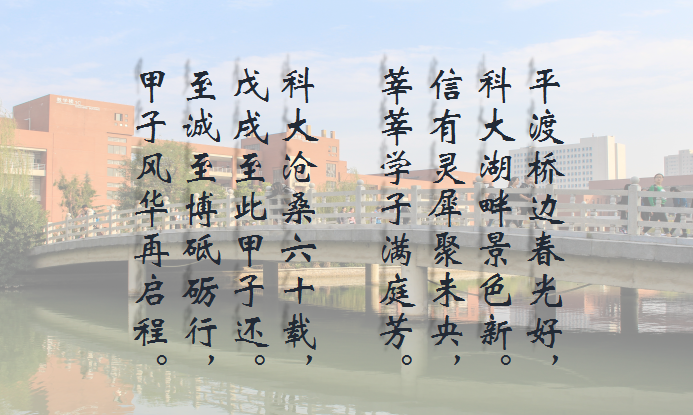 平渡桥边春光好，
科大湖畔景色新。
信有灵犀聚未央，
莘莘学子满庭芳。
科大沧桑六十载，
戊戌至此甲子还。
至诚至博砥砺行，
甲子风华再启程。